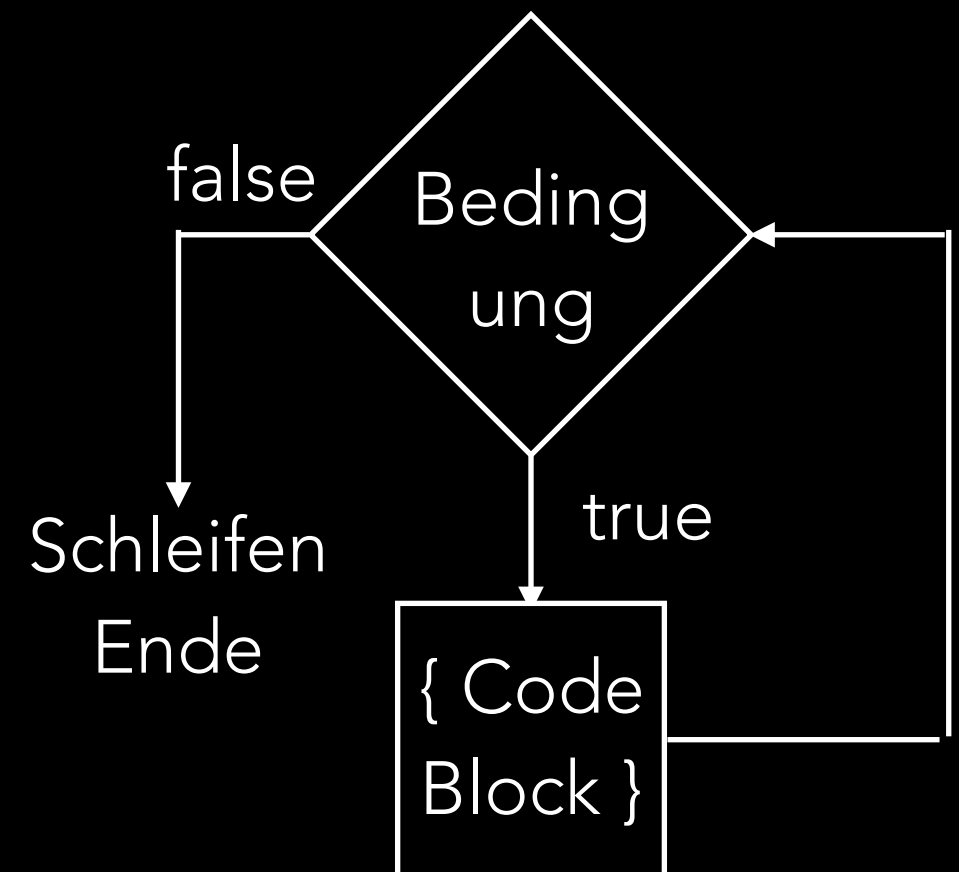 false
Beding
ung
true
Schleifen
Ende
{ Code
Block }